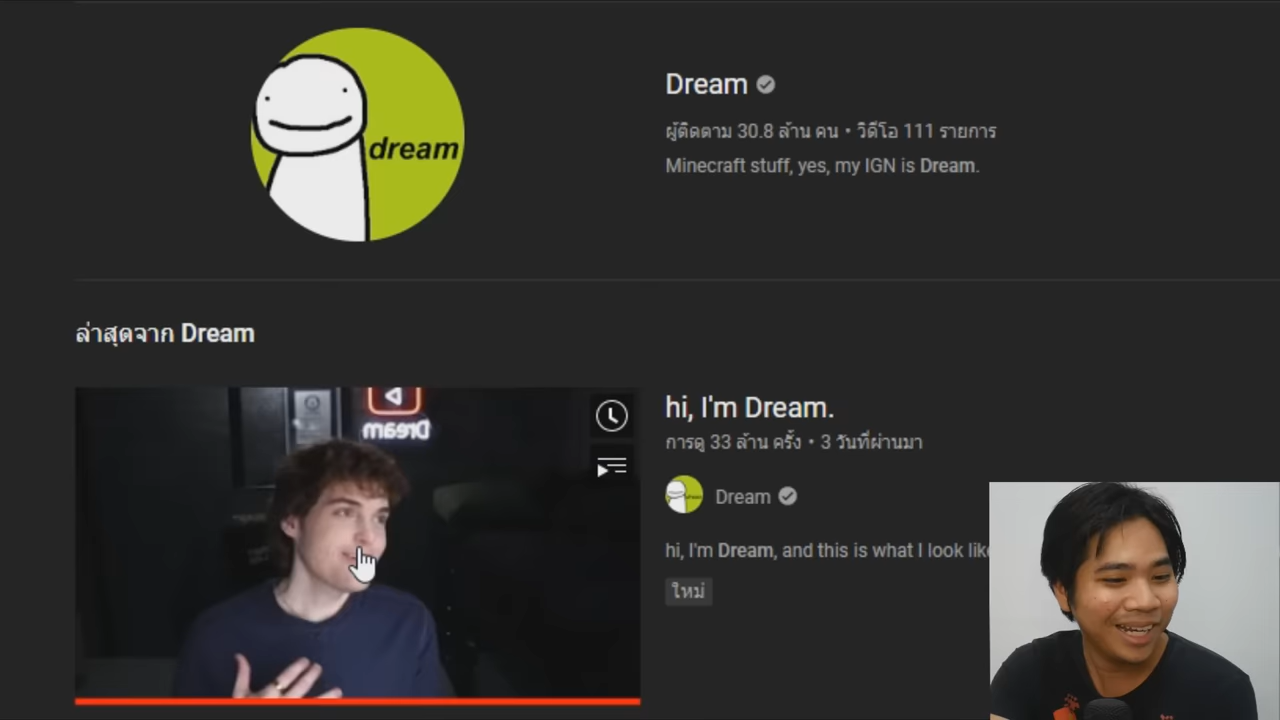 dream
Dream
ผู้ติดตาม 30.8 ล้าน คน • วิดีโอ 111 รายการ
Minecraft stuff, yes, my IGN is Dream.
ล่าสุดจาก Dream
Dream
hi, I'm Dream.
การดู 33 ล้าน ครั้ง • 3 วันที่ผ่านมา
Dream
hi, I'm Dream, and this is what I look
ใหม่